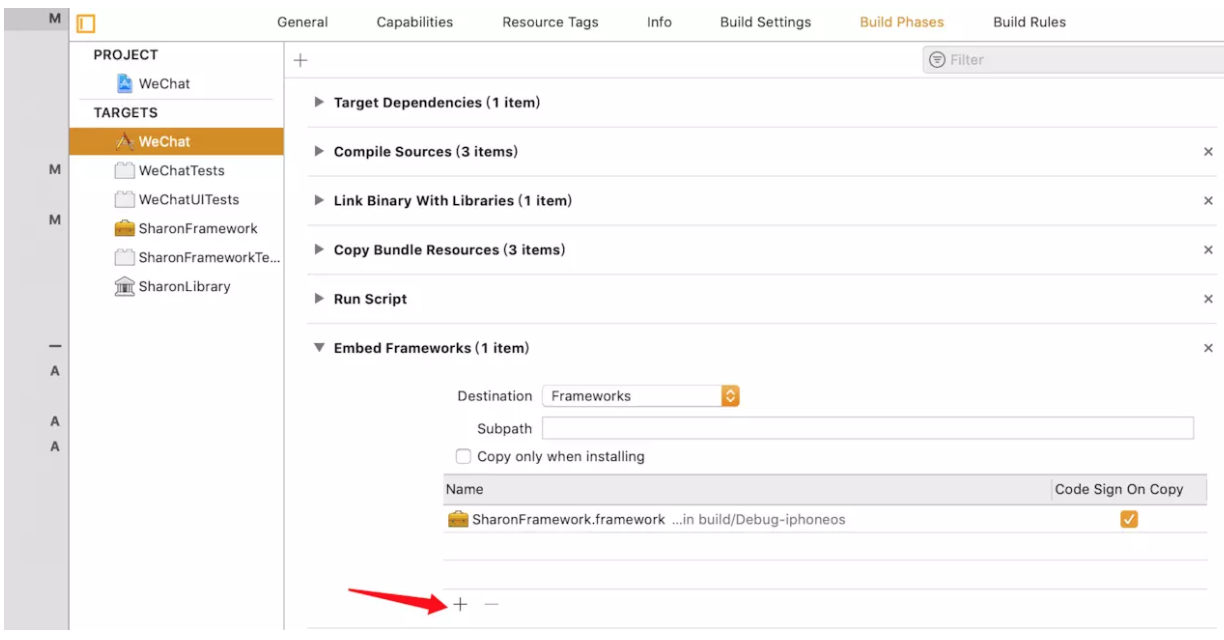 M
General Capabilities Resource Tags Info Build Settings Build Phases Build Rules
PROJECT
WeChat
TARGETS
WeChat
M
WeChatTests
WeChatUITests
M
SharonFramework
SharonFrameworkTe...
SharonLibrary
A
A
A
Filter
Target Dependencies (1 item)
Compile Sources (3 items)
Link Binary With Libraries (1 item)
Copy Bundle Resources (3 items)
Run Script
Embed Frameworks (1 item)
Destination Frameworks
Subpath
Copy only when installing
Name Code Sign On Copy
SharonFramework.framework ...in build/Debug-iphoneos